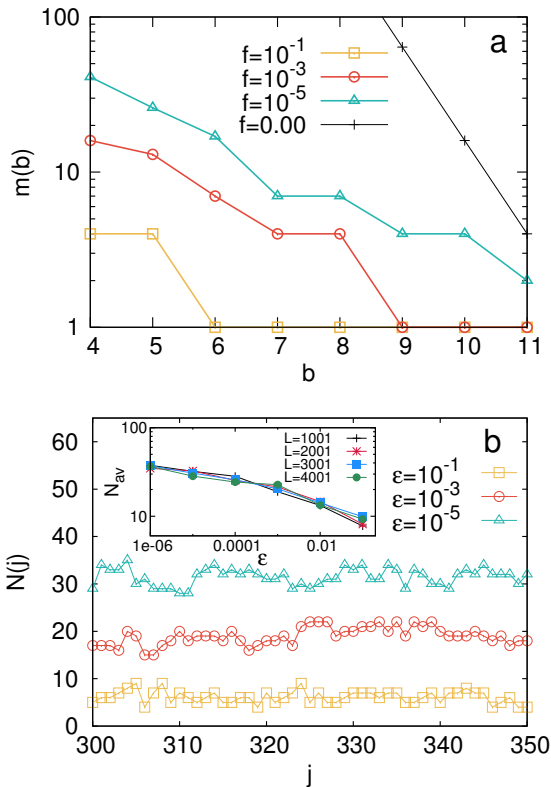 100
10
1
m(b)
a
f=10⁻¹
f=10⁻³
f=10⁻⁵
f=0.00
4 5 6 7 8 9 10 11
b
60
50
40
30
20
10
0
N(j)
b
ε=10⁻¹
ε=10⁻³
ε=10⁻⁵
100
10
N_av
L=1001
L=2001
L=3001
L=4001
1e-06 0.0001 0.01
ε
300 310 320 330 340 350
j